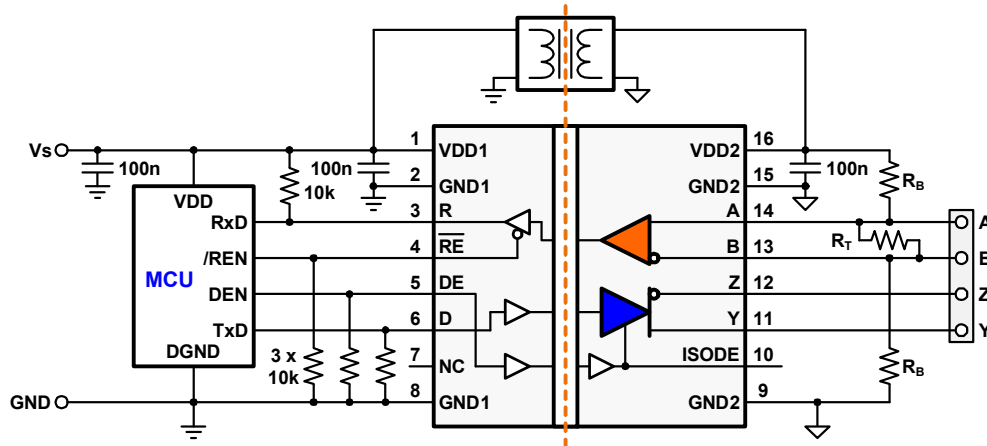 Vs
100n
VDD
10k
100n
1
VDD1
2
GND1
3
R
4
RE
5
DE
6
D
7
NC
8
GND1
RxD
/REN
MCU
DEN
TxD
DGND
3 x
10k
GND
VDD2
16
100n
GND2
15
RB
A
14
A
RT
B
13
Z
12
Z
Y
11
Y
ISODE
10
RB
GND2
9